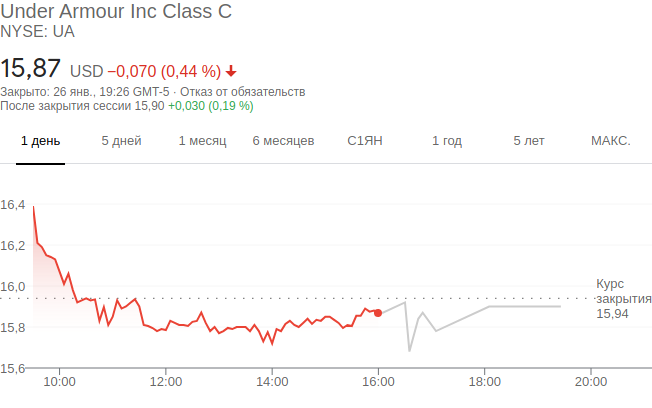 Under Armour Inc Class C
NYSE: UA
15,87 USD −0,070 (0,44 %)
Закрыто: 26 янв., 19:26 GMT-5 · Отказ от обязательств
После закрытия сессии 15,90 +0,030 (0,19 %)
1 день 5 дней 1 месяц 6 месяцев С1ЯН 1 год 5 лет МАКС.
16,4
16,2
16,0
15,8
15,6
Курс
закрытия
15,94
10:00 12:00 14:00 16:00 18:00 20:00